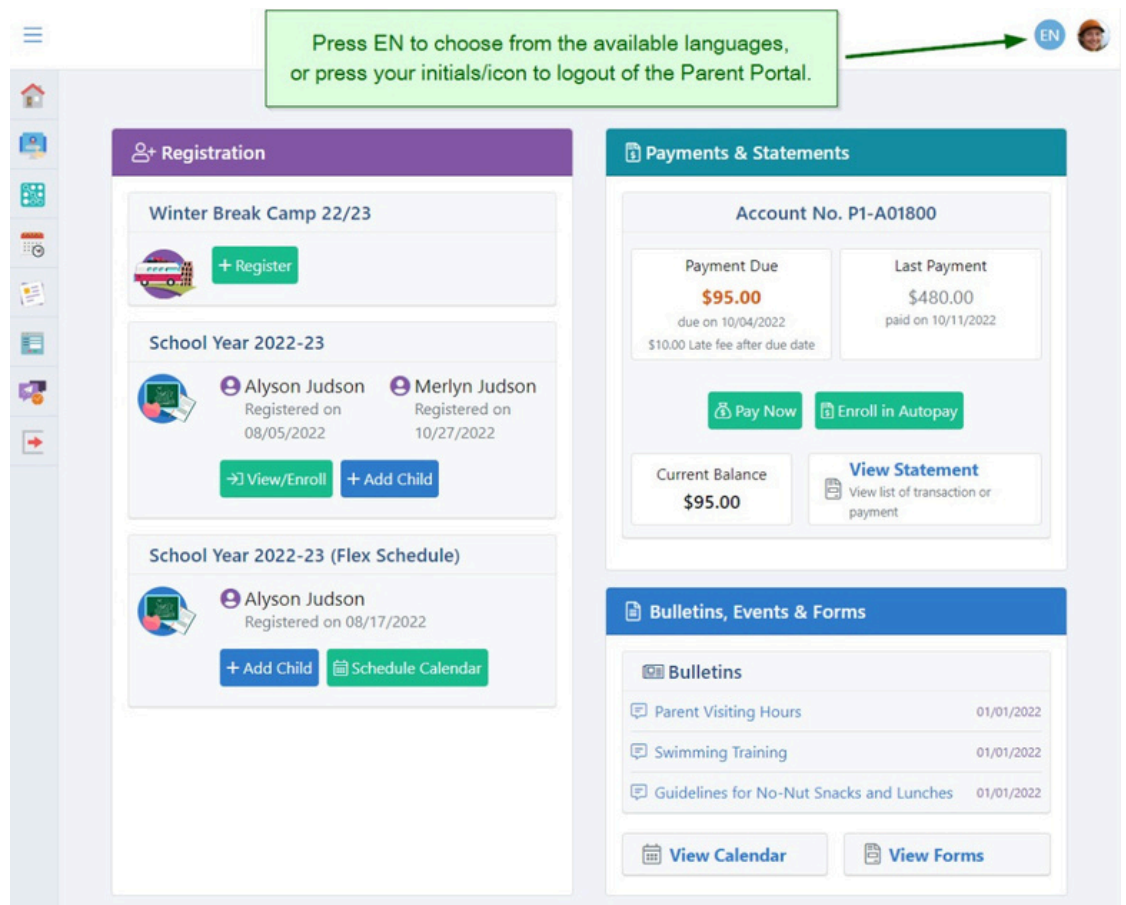 Press EN to choose from the available languages,
or press your initials/icon to logout of the Parent Portal.
EN
Registration
Winter Break Camp 22/23
+ Register
School Year 2022-23
Alyson Judson
Registered on
08/05/2022
Merlyn Judson
Registered on
10/27/2022
View/Enroll
+ Add Child
School Year 2022-23 (Flex Schedule)
Alyson Judson
Registered on 08/17/2022
+ Add Child
Schedule Calendar
Payments & Statements
Account No. P1-A01800
Payment Due
$95.00
due on 10/04/2022
$10.00 Late fee after due date
Last Payment
$480.00
paid on 10/11/2022
Pay Now
Enroll in Autopay
Current Balance
$95.00
View Statement
View list of transaction or
payment
Bulletins, Events & Forms
Bulletins
Parent Visiting Hours 01/01/2022
Swimming Training 01/01/2022
Guidelines for No-Nut Snacks and Lunches 01/01/2022
View Calendar
View Forms